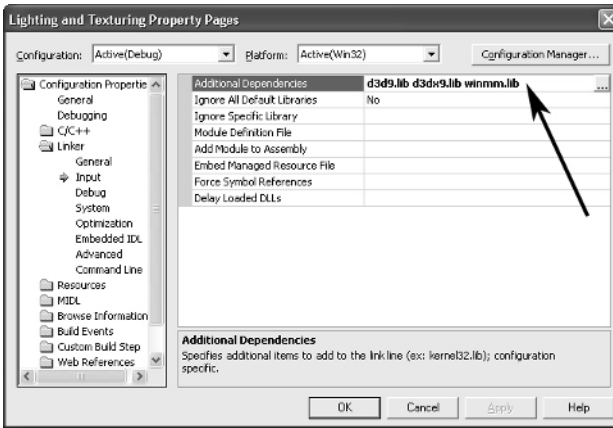 Lighting and Texturing Property Pages
Configuration: Active(Debug) Platform: Active(Win32) Configuration Manager...
Configuration Propertie
General
Debugging
C/C++
Linker
General
Input
Debug
System
Optimization
Embedded IDL
Advanced
Command Line
Resources
MIDL
Browse Information
Build Events
Custom Build Step
Web References
Additional Dependencies d3d9.lib d3dx9.lib winmm.lib ...
Ignore All Default Libraries No
Ignore Specific Library
Module Definition File
Add Module to Assembly
Embed Managed Resource File
Force Symbol References
Delay Loaded DLLs
Additional Dependencies
Specifies additional items to add to the link line (ex: kernel32.lib); configuration
specific.
OK Cancel Apply Help